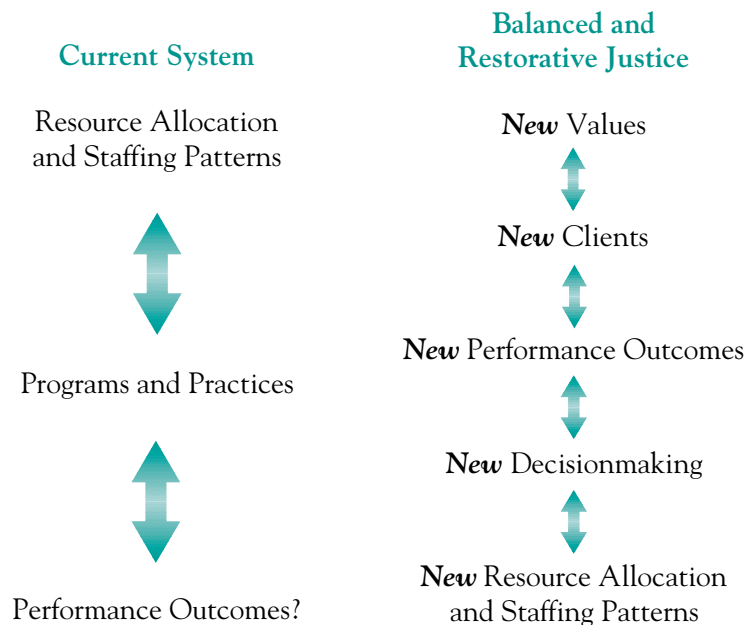 Current System
Resource Allocation
and Staffing Patterns
Programs and Practices
Performance Outcomes?
Balanced and
Restorative Justice
New Values
New Clients
New Performance Outcomes
New Decisionmaking
New Resource Allocation
and Staffing Patterns